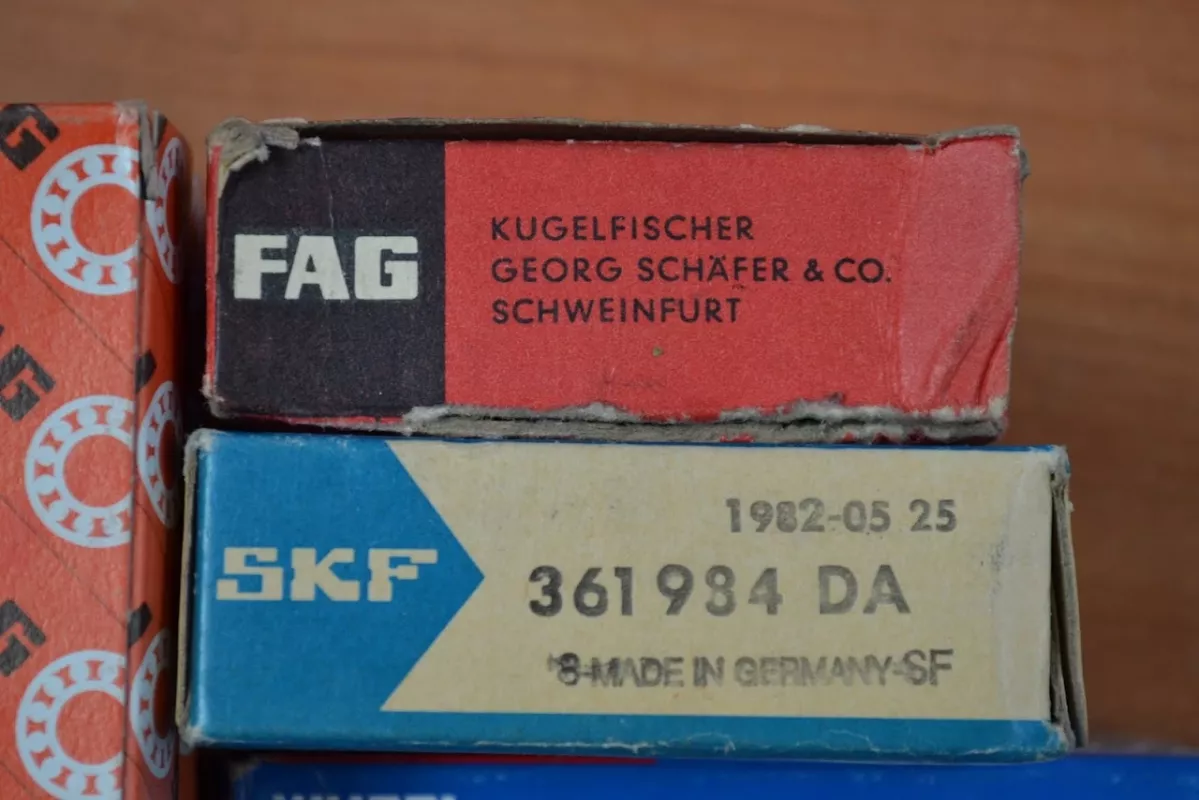 FAG
KUGELFISCHER
GEORG SCHÄFER & CO.
SCHWEINFURT
SKF
1982-05 25
361984 DA
8-MADE IN GERMANY-SF